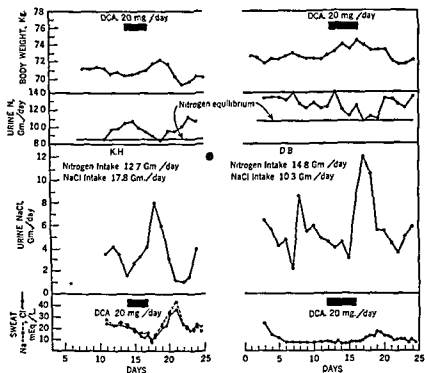 DCA. 20 mg/day
DCA. 20 mg/day
BODY WEIGHT, Kg.
78
76
74
72
70
URINE N,
Gm./day
14.0
12.0
10.0
8.0
Nitrogen equilibrium
K.H
D B
Nitrogen Intake 12.7 Gm/day
NaCl Intake 17.8 Gm./day
Nitrogen Intake 14.8 Gm/day
NaCl Intake 10.3 Gm./day
URINE NaCl,
Gm./day
12
10
8
6
4
2
0
DCA. 20 mg./day
DCA. 20 mg./day
SWEAT
Na Cl
mEq/L
40
30
20
10
5 10 15 20 25
DAYS
0 5 10 15 20 25
DAYS